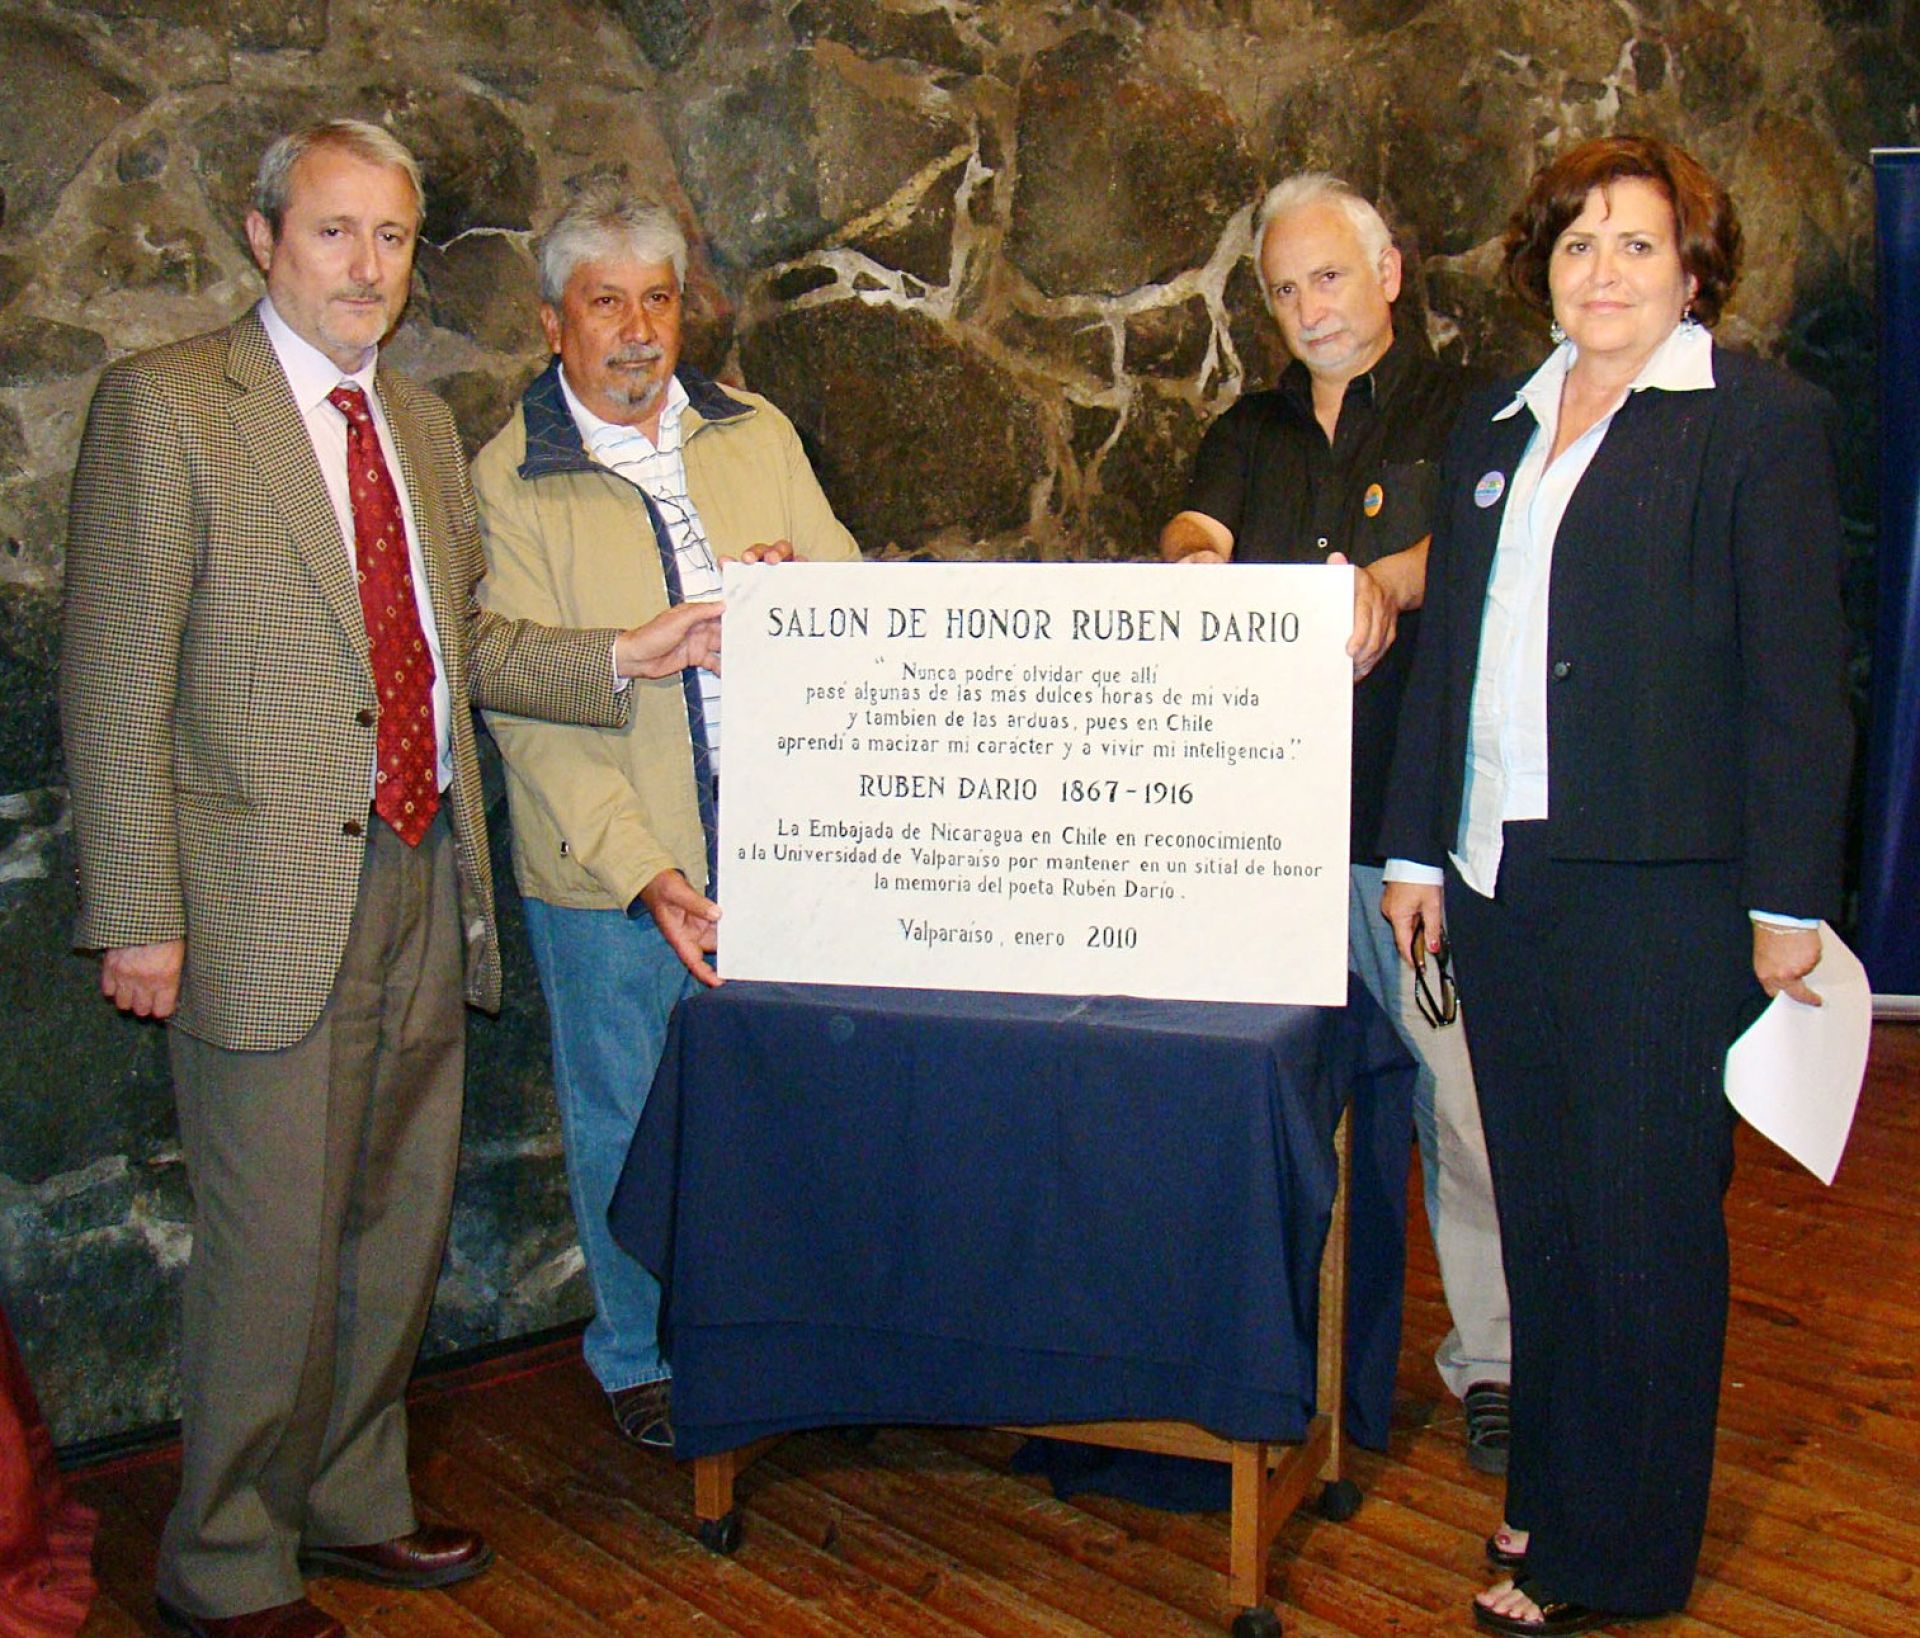 SALON DE HONOR RUBEN DARIO
" Nunca podré olvidar que allí
pasé algunas de las más dulces horas de mi vida
y tambien de las arduas, pues en Chile
aprendí a macizar mi carácter y a vivir mi inteligencia."
RUBEN DARIO 1867-1916
La Embajada de Nicaragua en Chile en reconocimiento
a la Universidad de Valparaíso por mantener en un sitial de honor
la memoria del poeta Rubén Darío.
Valparaíso, enero 2010